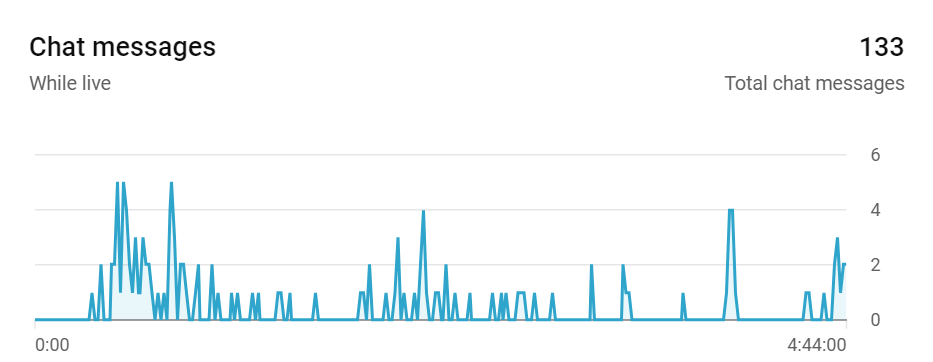 Chat messages
133
While live
Total chat messages
6
4
2
0
0:00
4:44:00